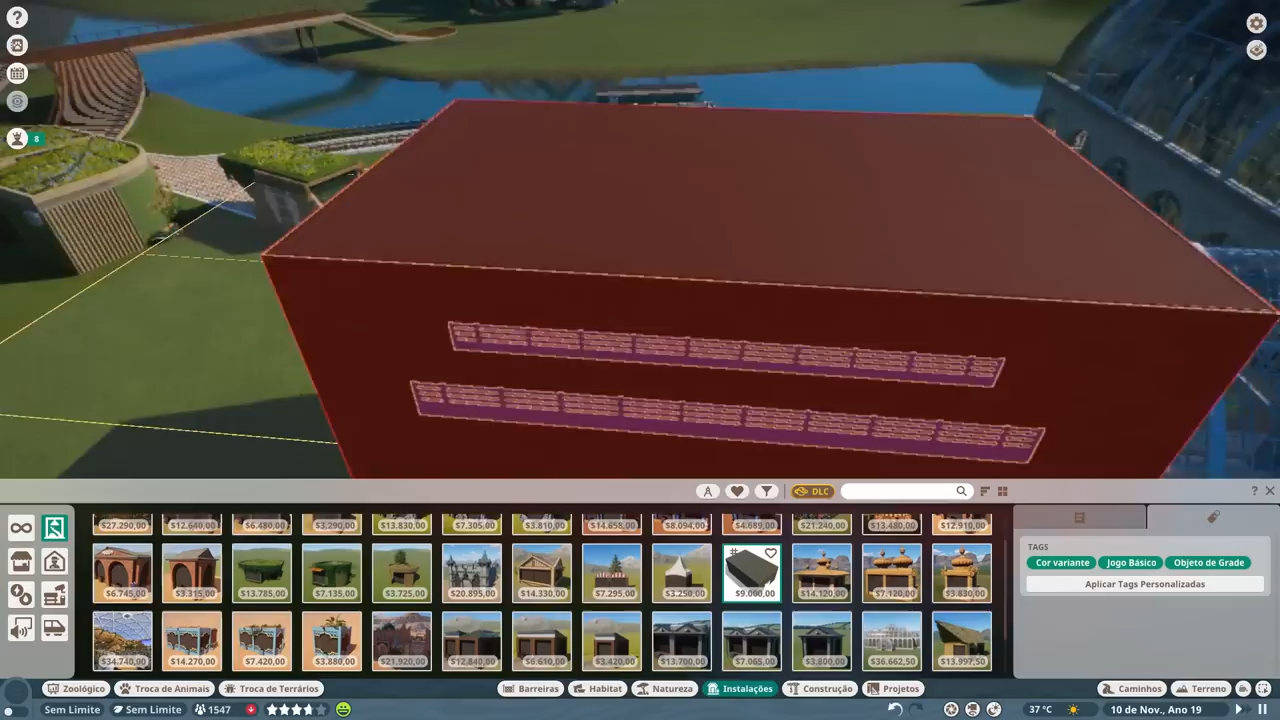 ?
8
DLC
? ×
$27.290,00 $12.640,00 $6.480,00 $3.290,00 $13.830,00 $7.305,00 $3.810,00 $14.658,00 $8.094,00 $4.689,00 $21.240,00 $13.480,00 $12.910,00
$6.745,00 $3.315,00 $13.785,00 $7.135,00 $3.725,00 $20.895,00 $14.330,00 $7.295,00 $3.250,00 $9.060,00 $14.120,00 $7.120,00 $3.830,00
$34.740,00 $14.270,00 $7.420,00 $3.880,00 $21.920,00 $12.840,00 $6.610,00 $3.420,00 $13.700,00 $7.065,00 $3.800,00 $36.662,50 $13.997,50
TAGS
Cor variante Jogo Básico Objeto de Grade
Aplicar Tags Personalizadas
Zoológico Troca de Animais Troca de Terrários Barreiras Habitat Natureza Instalações Construção Projetos Caminhos Terreno
Sem Limite Sem Limite 1547 37 °C 10 de Nov., Ano 19